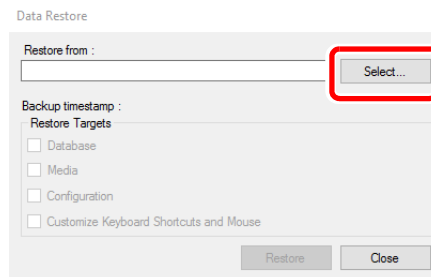 Data Restore
Restore from :
Select...
Backup timestamp :
Restore Targets
Database
Media
Configuration
Customize Keyboard Shortcuts and Mouse
Restore Close